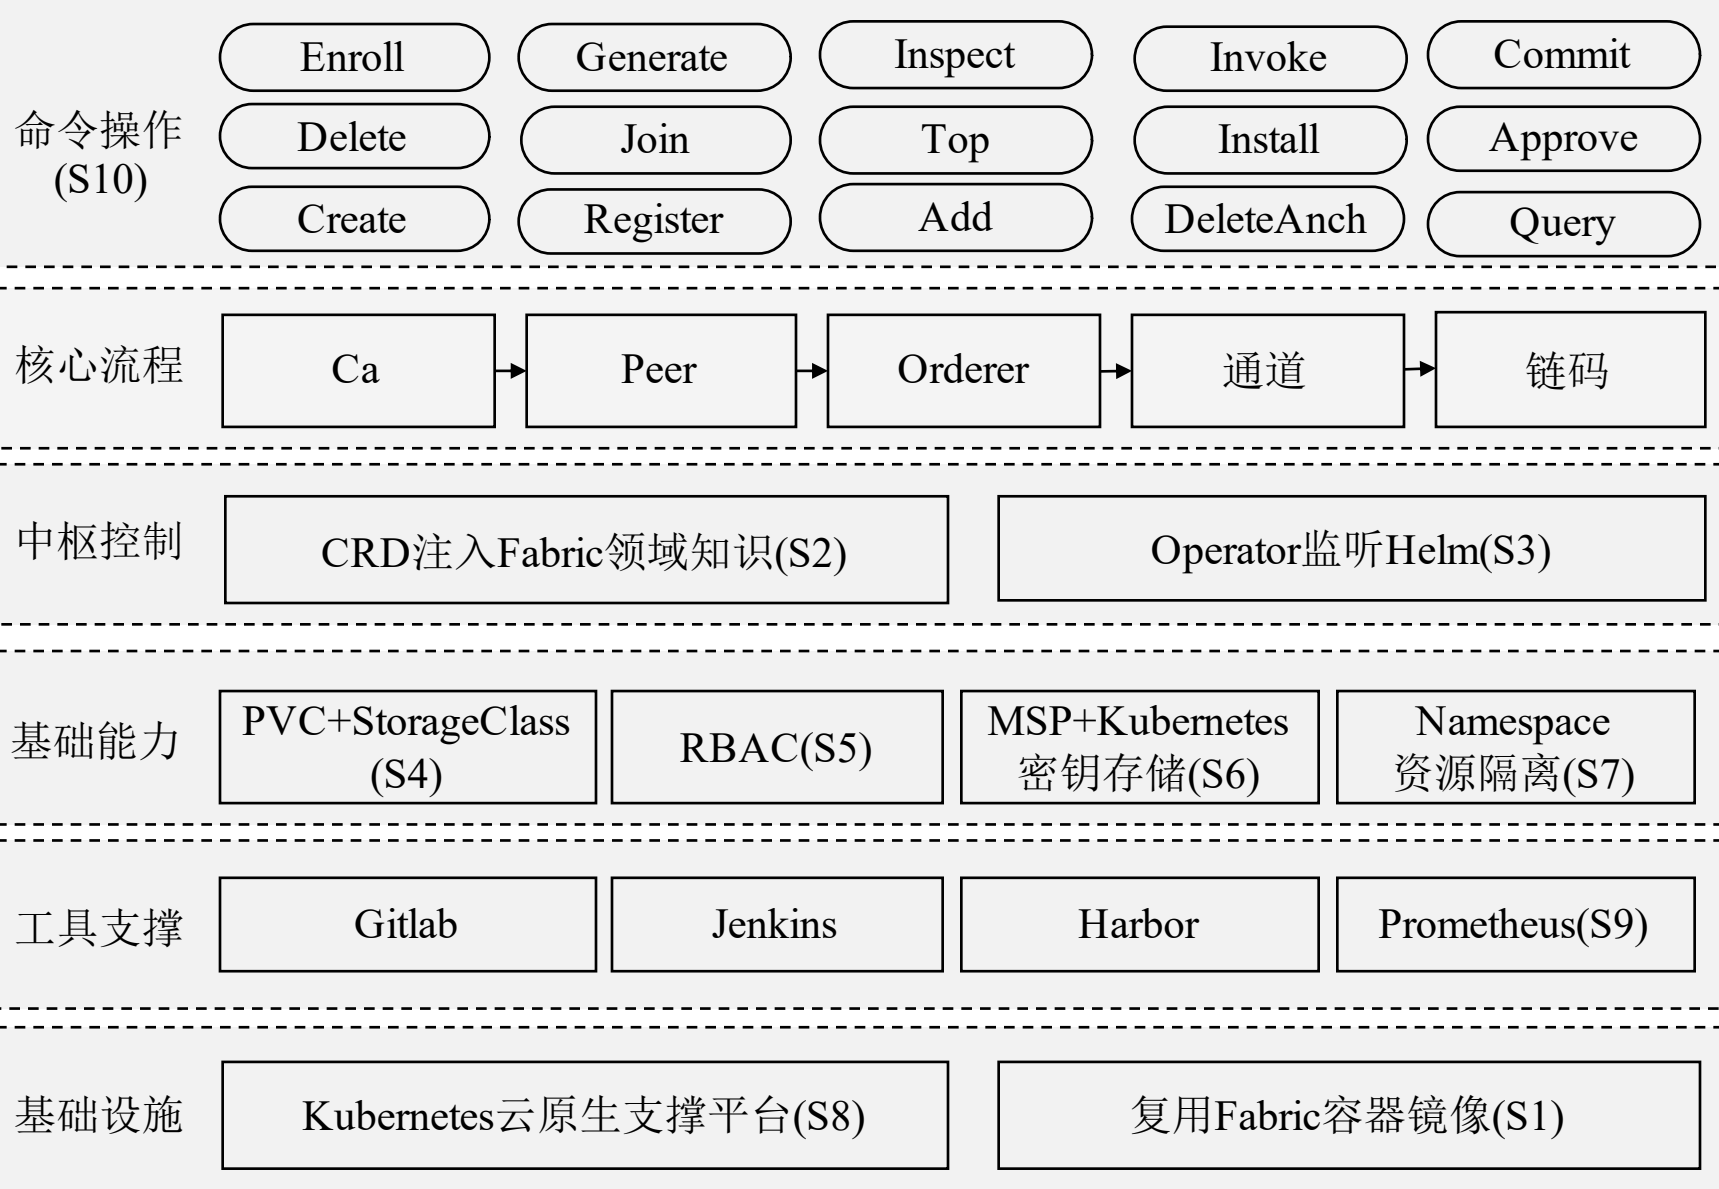 Enroll
Generate
Inspect
Invoke
Commit
命令操作
(S10)
Delete
Join
Top
Install
Approve
Create
Register
Add
DeleteAnch
Query
核心流程
Ca
Peer
Orderer
通道
链码
中枢控制
CRD注入Fabric领域知识(S2)
Operator监听Helm(S3)
基础能力
PVC+StorageClass
(S4)
RBAC(S5)
MSP+Kubernetes
密钥存储(S6)
Namespace
资源隔离(S7)
工具支撑
Gitlab
Jenkins
Harbor
Prometheus(S9)
基础设施
Kubernetes云原生支撑平台(S8)
复用Fabric容器镜像(S1)